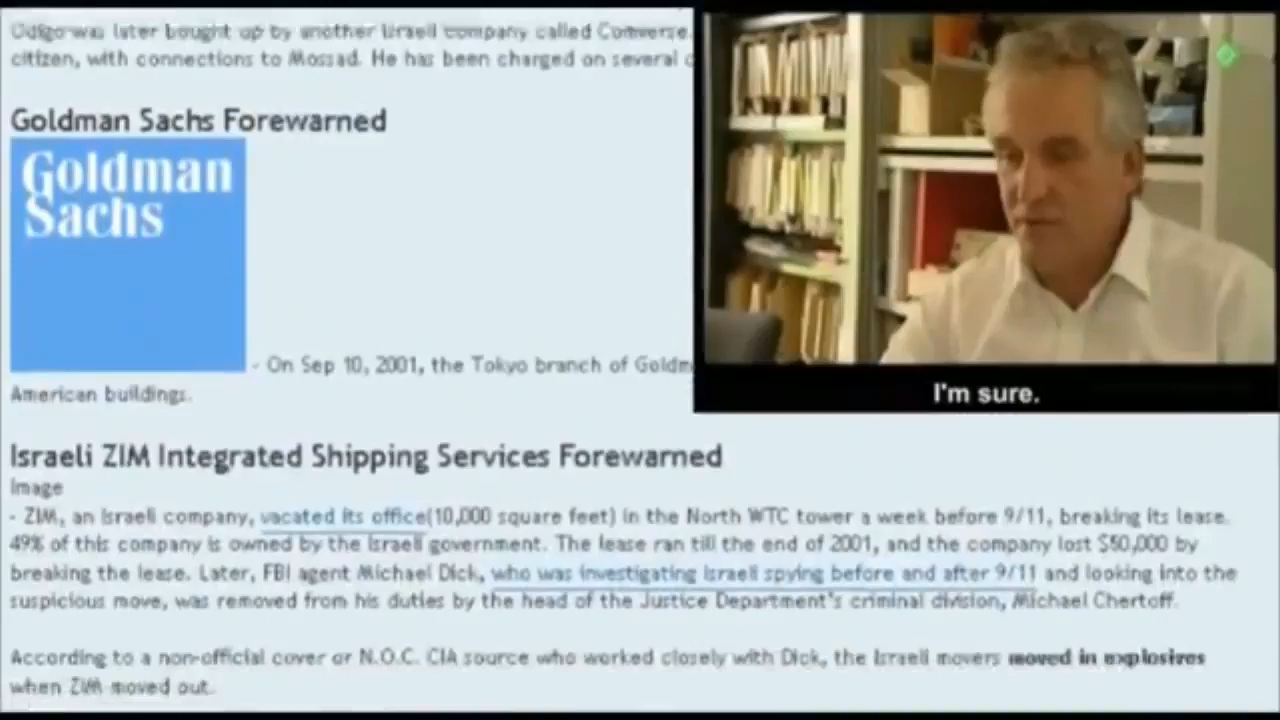 Odigo was later bought up by another Israeli company called Comverse.
citizen, with connections to Mossad. He has been charged on several
Goldman Sachs Forewarned
Goldman
Sachs
- On Sep 10, 2001, the Tokyo branch of Goldm
American buildings.
I'm sure.
Israeli ZIM Integrated Shipping Services Forewarned
Image
- ZIM, an Israeli company, vacated its office(10,000 square feet) in the North WTC tower a week before 9/11, breaking its lease.
49% of this company is owned by the Israeli government. The lease ran till the end of 2001, and the company lost $50,000 by
breaking the lease. Later, FBI agent Michael Dick, who was investigating Israeli spying before and after 9/11 and looking into the
suspicious move, was removed from his duties by the head of the Justice Department's criminal division, Michael Chertoff.
According to a non-official cover or N.O.C. CIA source who worked closely with Dick, the Israeli movers moved in explosives
when ZIM moved out.